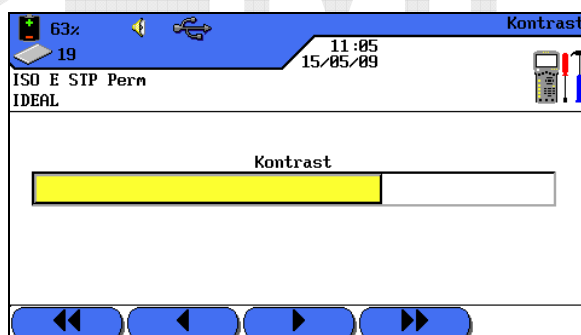 63% Kontrast
19 11:05
15/05/09
ISO E STP Perm
IDEAL
Kontrast